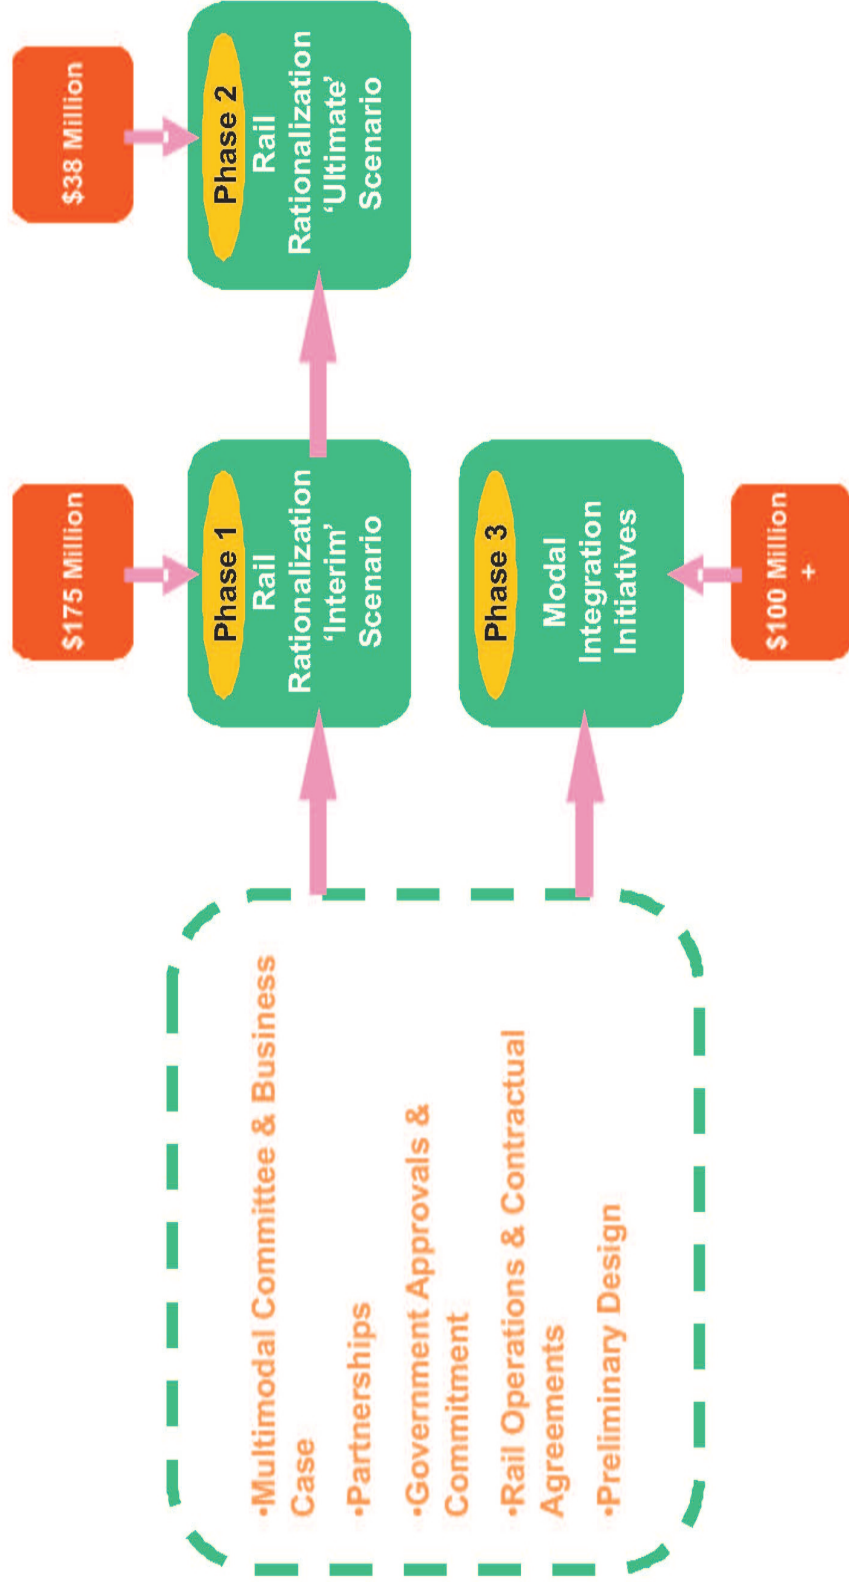 •Multimodal Committee & Business
Case
•Partnerships
•Government Approvals &
Commitment
•Rail Operations & Contractual
Agreements
•Preliminary Design
$175 Million
Phase 1
Rail
Rationalization
‘Interim’
Scenario
$38 Million
Phase 2
Rail
Rationalization
‘Ultimate’
Scenario
Phase 3
Modal
Integration
Initiatives
$100 Million
+